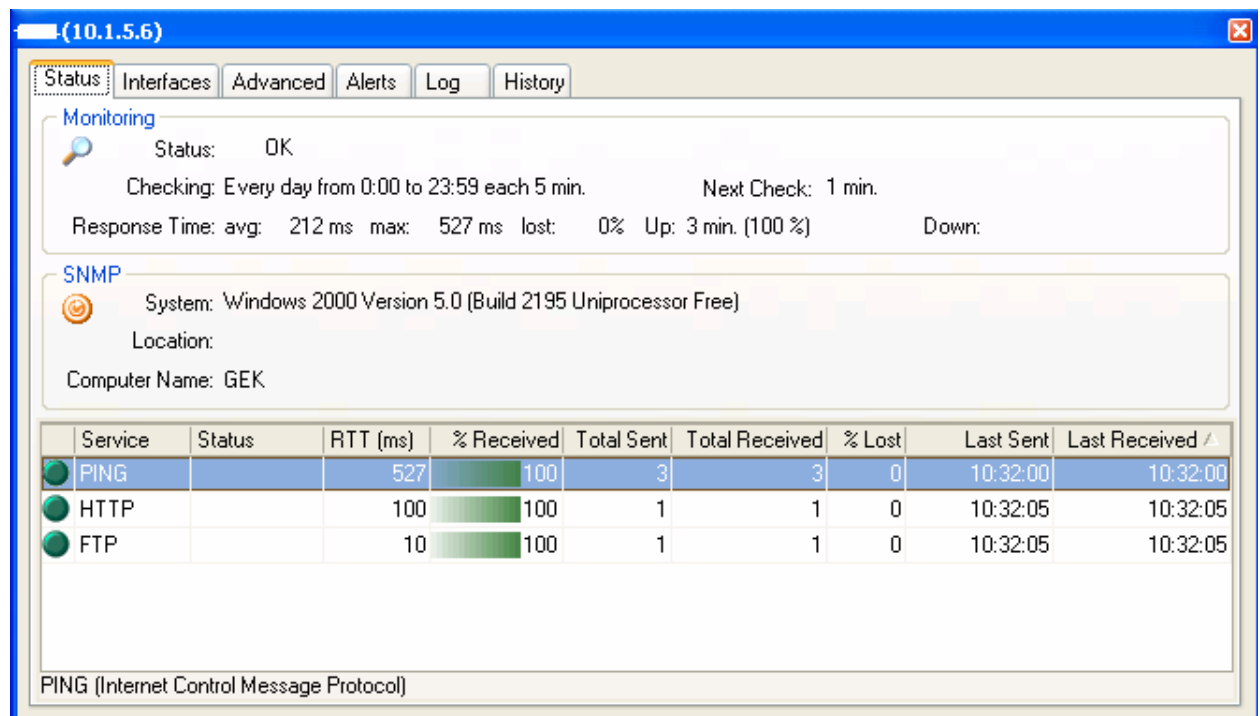 (10.1.5.6)
Status Interfaces Advanced Alerts Log History
Monitoring
Status: OK
Checking: Every day from 0:00 to 23:59 each 5 min. Next Check: 1 min.
Response Time: avg: 212 ms max: 527 ms lost: 0% Up: 3 min. (100 %) Down:
SNMP
System: Windows 2000 Version 5.0 (Build 2195 Uniprocessor Free)
Location:
Computer Name: GEK
Service Status RTT (ms) % Received Total Sent Total Received % Lost Last Sent Last Received
PING 527 100 3 3 0 10:32:00 10:32:00
HTTP 100 100 1 1 0 10:32:05 10:32:05
FTP 10 100 1 1 0 10:32:05 10:32:05
PING (Internet Control Message Protocol)